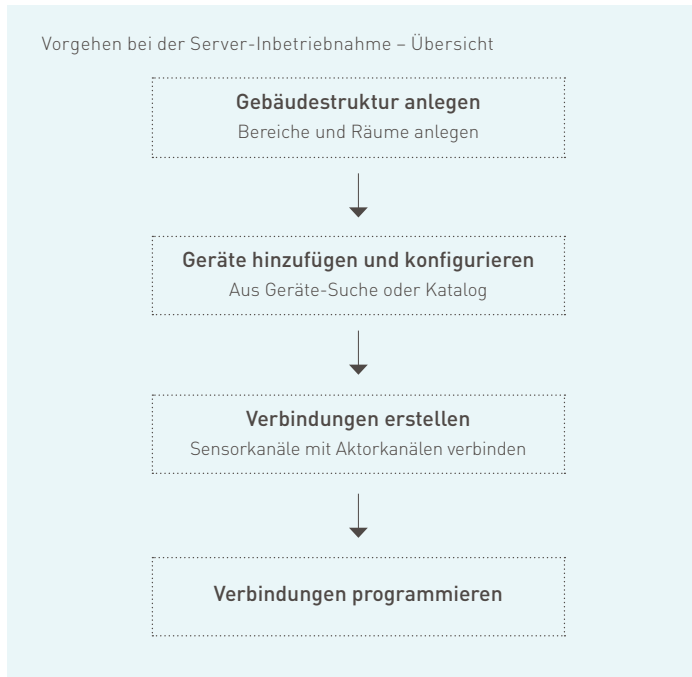 Vorgehen bei der Server-Inbetriebnahme – Übersicht
Gebäudestruktur anlegen
Bereiche und Räume anlegen
Geräte hinzufügen und konfigurieren
Aus Geräte-Suche oder Katalog
Verbindungen erstellen
Sensorkanäle mit Aktorkanälen verbinden
Verbindungen programmieren